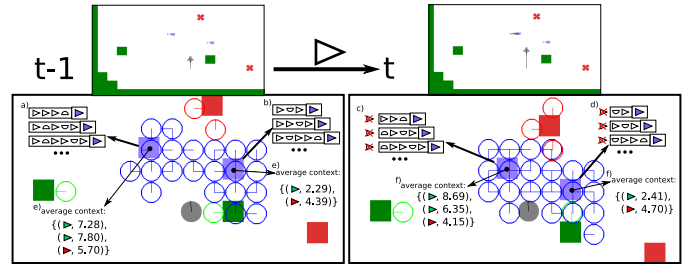 t-1
t
a)
b)
e)
average context:
{( , 2.29),
( , 4.39)}
e)
average context:
{( , 7.28),
( , 7.80),
( , 5.70)}
c)
d)
f)
average context:
{( , 8.69),
( , 6.35),
( , 4.15)}
f)
average context:
{( , 2.41),
( , 4.70)}